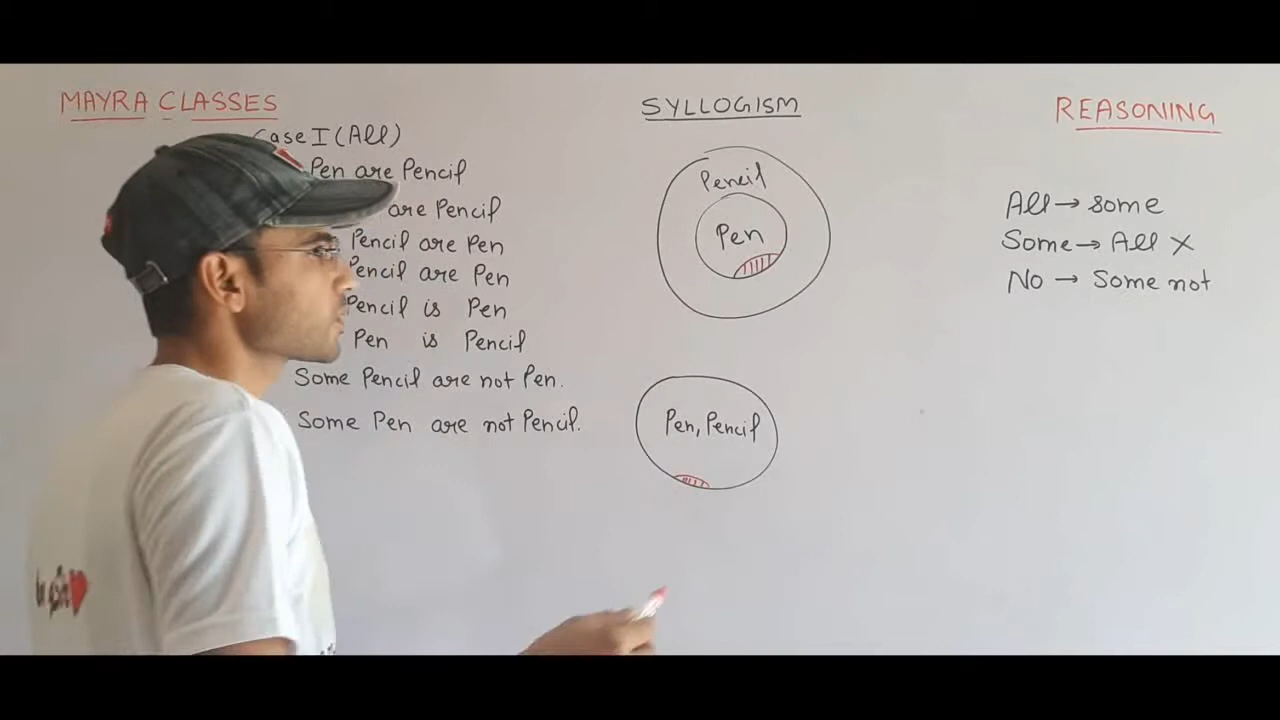 MAYRA CLASSES
SYLLOGISM
REASONING
Case I (All)
Pen are Pencil
are Pencil
Pencil are Pen
Pencil are Pen
Pencil is Pen
Pen is Pencil
Some Pencil are not Pen.
Some Pen are not Pencil.
Pencil
Pen
Pen, Pencil
All → some
Some → All ×
No → Some not